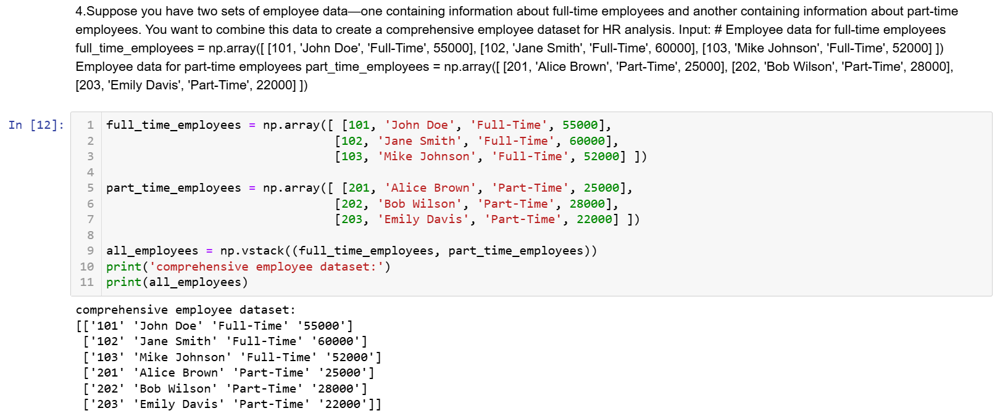 4.Suppose you have two sets of employee data—one containing information about full-time employees and another containing information about part-time
employees. You want to combine this data to create a comprehensive employee dataset for HR analysis. Input: # Employee data for full-time employees
full_time_employees = np.array([ [101, 'John Doe', 'Full-Time', 55000], [102, 'Jane Smith', 'Full-Time', 60000], [103, 'Mike Johnson', 'Full-Time', 52000] ])
Employee data for part-time employees part_time_employees = np.array([ [201, 'Alice Brown', 'Part-Time', 25000], [202, 'Bob Wilson', 'Part-Time', 28000],
[203, 'Emily Davis', 'Part-Time', 22000] ])
In [12]: 1 full_time_employees = np.array([ [101, 'John Doe', 'Full-Time', 55000],
2 [102, 'Jane Smith', 'Full-Time', 60000],
3 [103, 'Mike Johnson', 'Full-Time', 52000] ])
4
5 part_time_employees = np.array([ [201, 'Alice Brown', 'Part-Time', 25000],
6 [202, 'Bob Wilson', 'Part-Time', 28000],
7 [203, 'Emily Davis', 'Part-Time', 22000] ])
8
9 all_employees = np.vstack((full_time_employees, part_time_employees))
10 print('comprehensive employee dataset:')
11 print(all_employees)
comprehensive employee dataset:
[['101' 'John Doe' 'Full-Time' '55000']
['102' 'Jane Smith' 'Full-Time' '60000']
['103' 'Mike Johnson' 'Full-Time' '52000']
['201' 'Alice Brown' 'Part-Time' '25000']
['202' 'Bob Wilson' 'Part-Time' '28000']
['203' 'Emily Davis' 'Part-Time' '22000']]